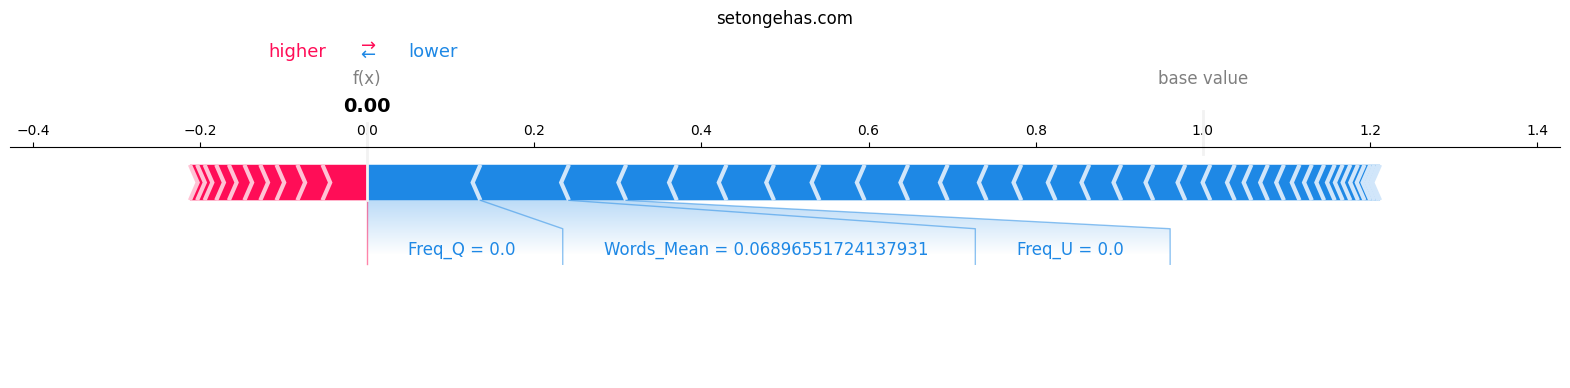 setongehas.com
higher → ← lower
f(x) base value
0.00
−0.4 −0.2 0.0 0.2 0.4 0.6 0.8 1.0 1.2 1.4
Freq_Q = 0.0 Words_Mean = 0.06896551724137931 Freq_U = 0.0